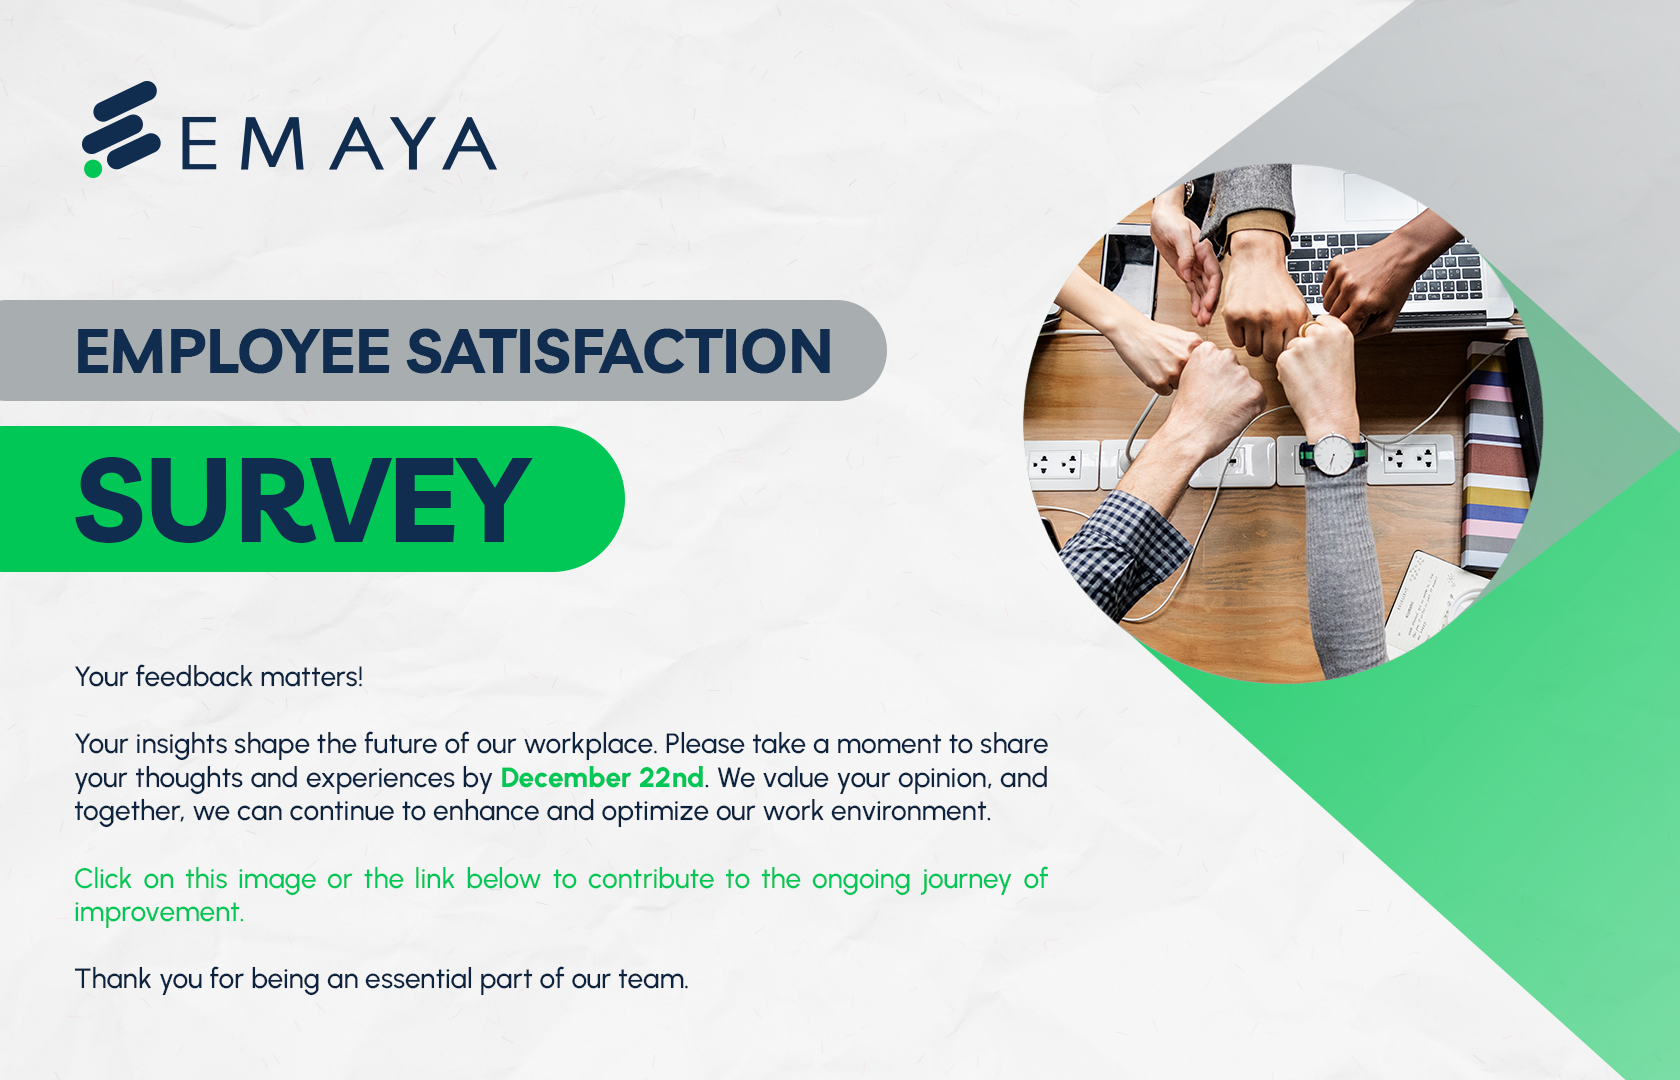 EMAYA
EMPLOYEE SATISFACTION
SURVEY
Your feedback matters!
Your insights shape the future of our workplace. Please take a moment to share
your thoughts and experiences by December 22nd. We value your opinion, and
together, we can continue to enhance and optimize our work environment.
Click on this image or the link below to contribute to the ongoing journey of
improvement.
Thank you for being an essential part of our team.